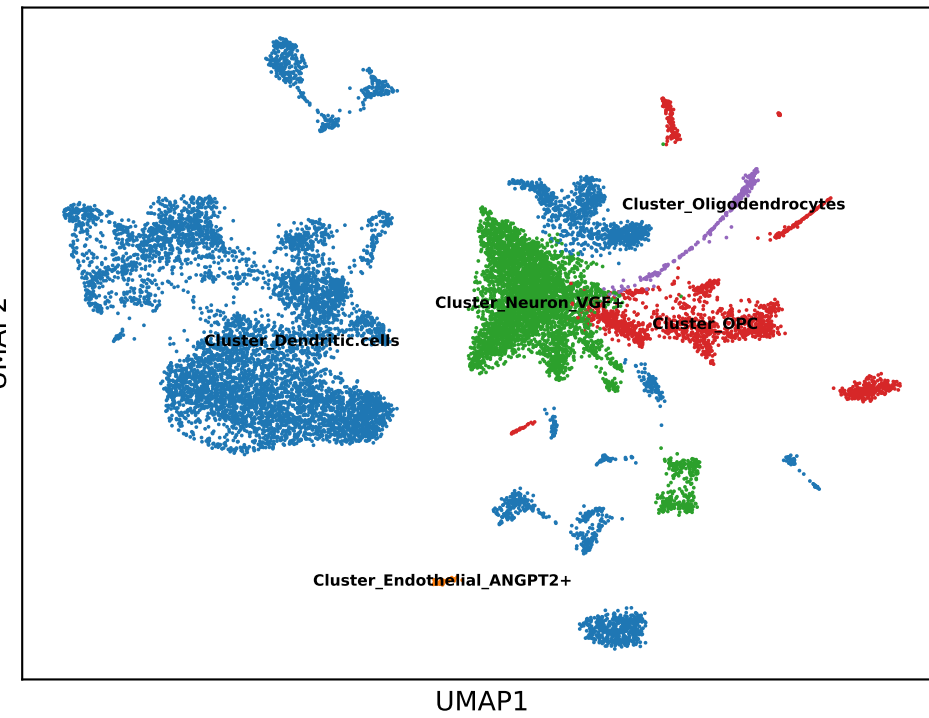 Cluster_Oligodendrocytes
Cluster_Neuron_VGF+
Cluster_OPC
Cluster_Dendritic.cells
Cluster_Endothelial_ANGPT2+
UMAP2
UMAP1